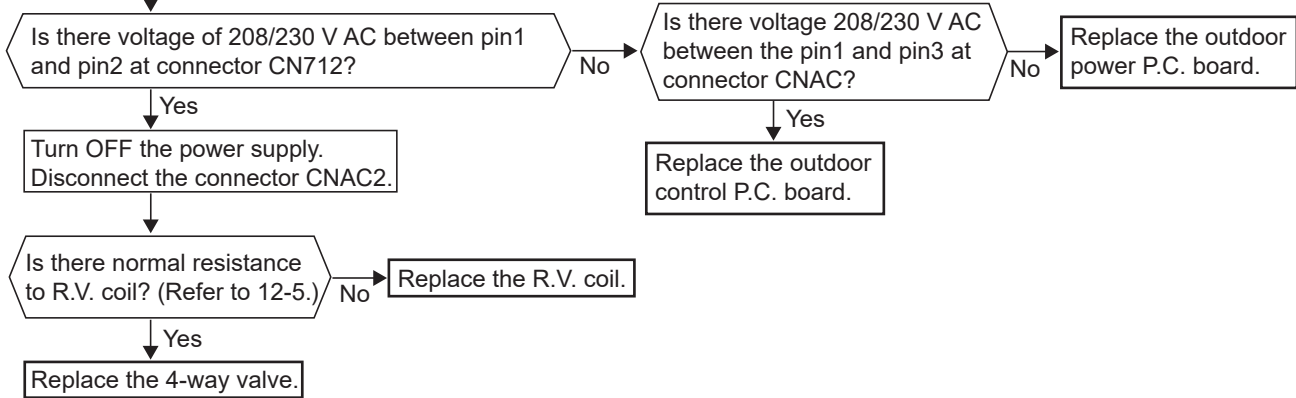 Is there voltage of 208/230 V AC between pin1
and pin2 at connector CN712?
No
Is there voltage 208/230 V AC
between the pin1 and pin3 at
connector CNAC?
No
Replace the outdoor
power P.C. board.
Yes
Yes
Turn OFF the power supply.
Disconnect the connector CNAC2.
Replace the outdoor
control P.C. board.
Is there normal resistance
to R.V. coil? (Refer to 12-5.)
No
Replace the R.V. coil.
Yes
Replace the 4-way valve.